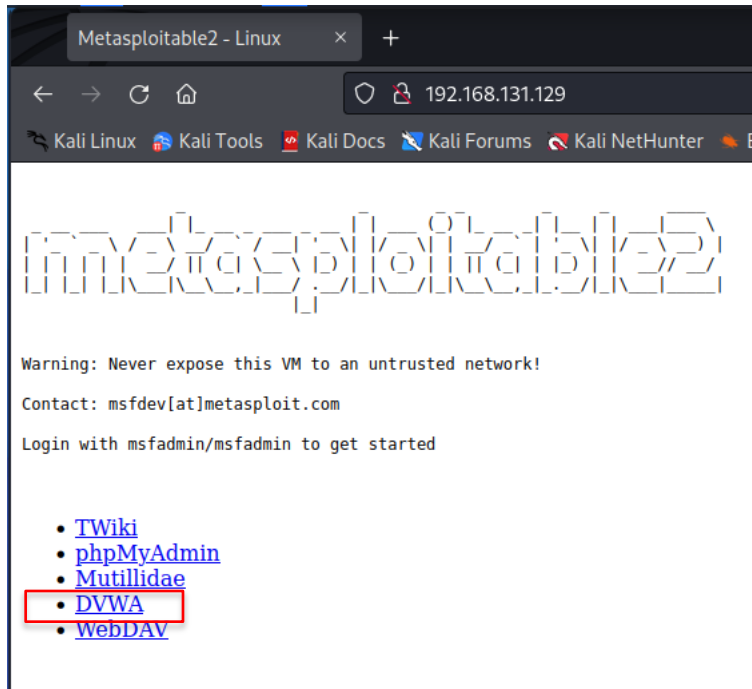 Metasploitable2 - Linux
192.168.131.129
Kali Linux Kali Tools Kali Docs Kali Forums Kali NetHunter
metasploitable2
Warning: Never expose this VM to an untrusted network!
Contact: msfdev[at]metasploit.com
Login with msfadmin/msfadmin to get started
TWiki
phpMyAdmin
Mutillidae
DVWA
WebDAV